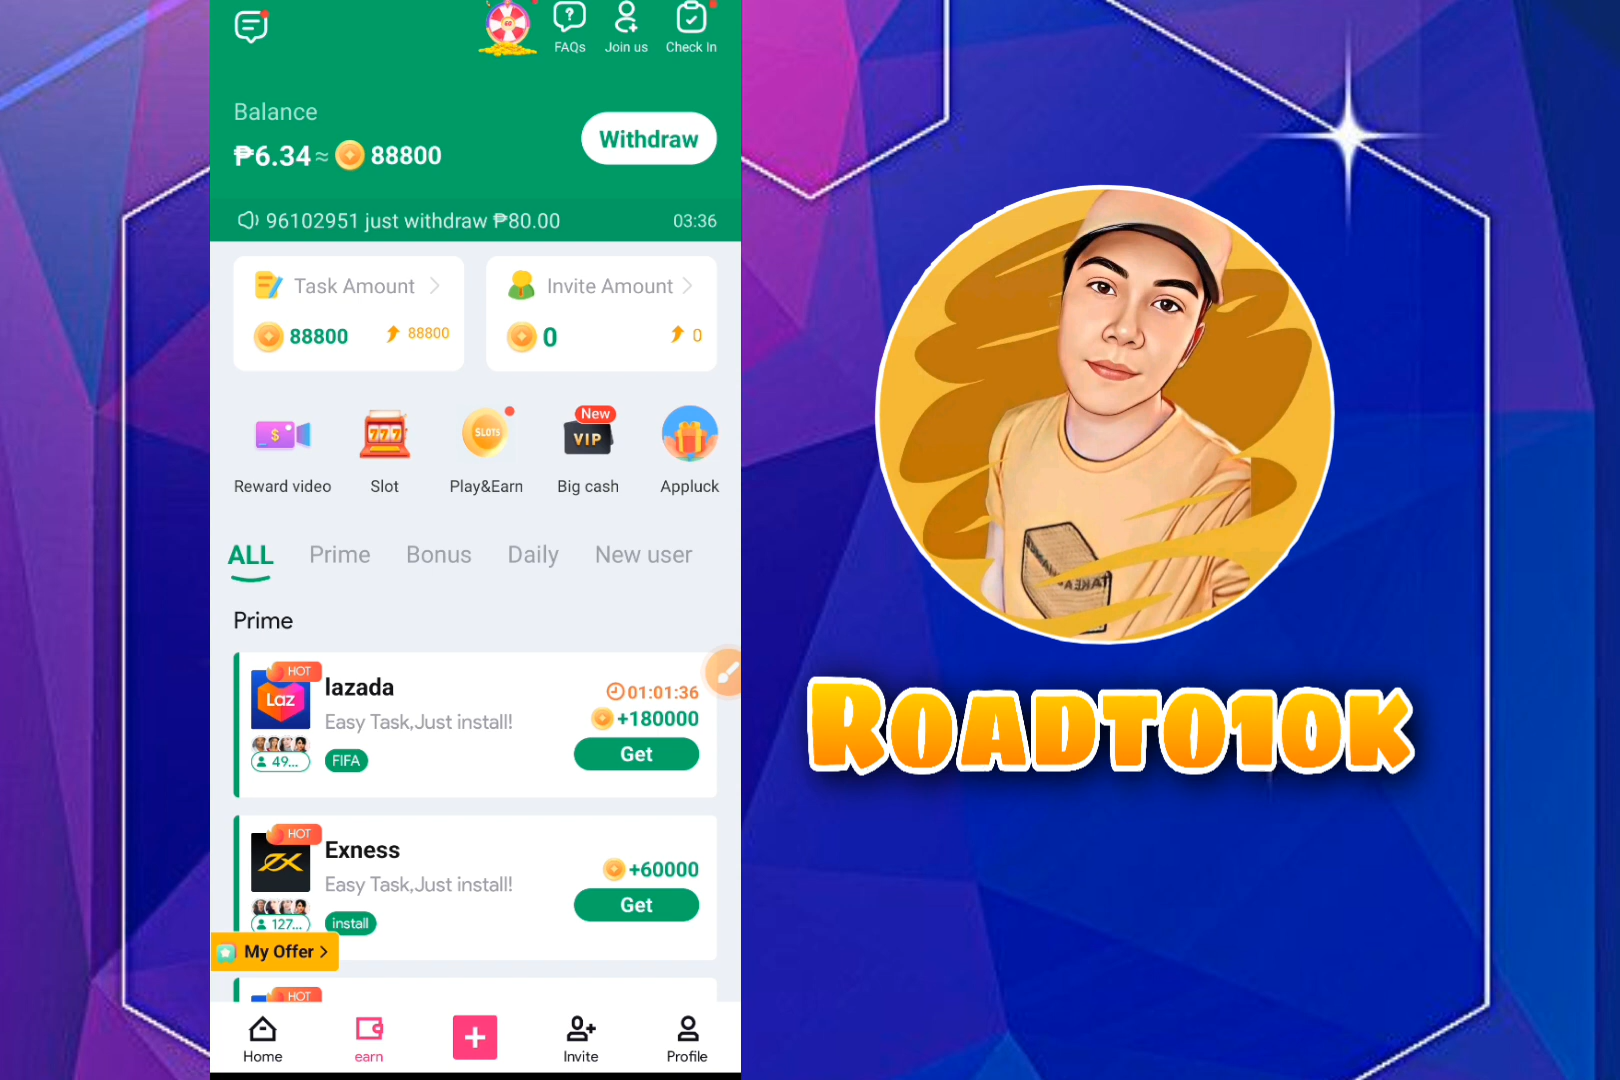 FAQs
Join us
Check In
Balance
₱6.34≈ 88800
Withdraw
96102951 just withdraw ₱80.00
03:36
Task Amount
88800
88800
Invite Amount
0
0
$
777
SLOTS
New
VIP
Reward video
Slot
Play&Earn
Big cash
Appluck
ALL
Prime
Bonus
Daily
New user
Prime
HOT
Laz
lazada
Easy Task,Just install!
49...
FIFA
01:01:36
+180000
Get
HOT
Exness
Easy Task,Just install!
127...
install
+60000
Get
My Offer
HOT
Home
earn
Invite
Profile
Roadto10k